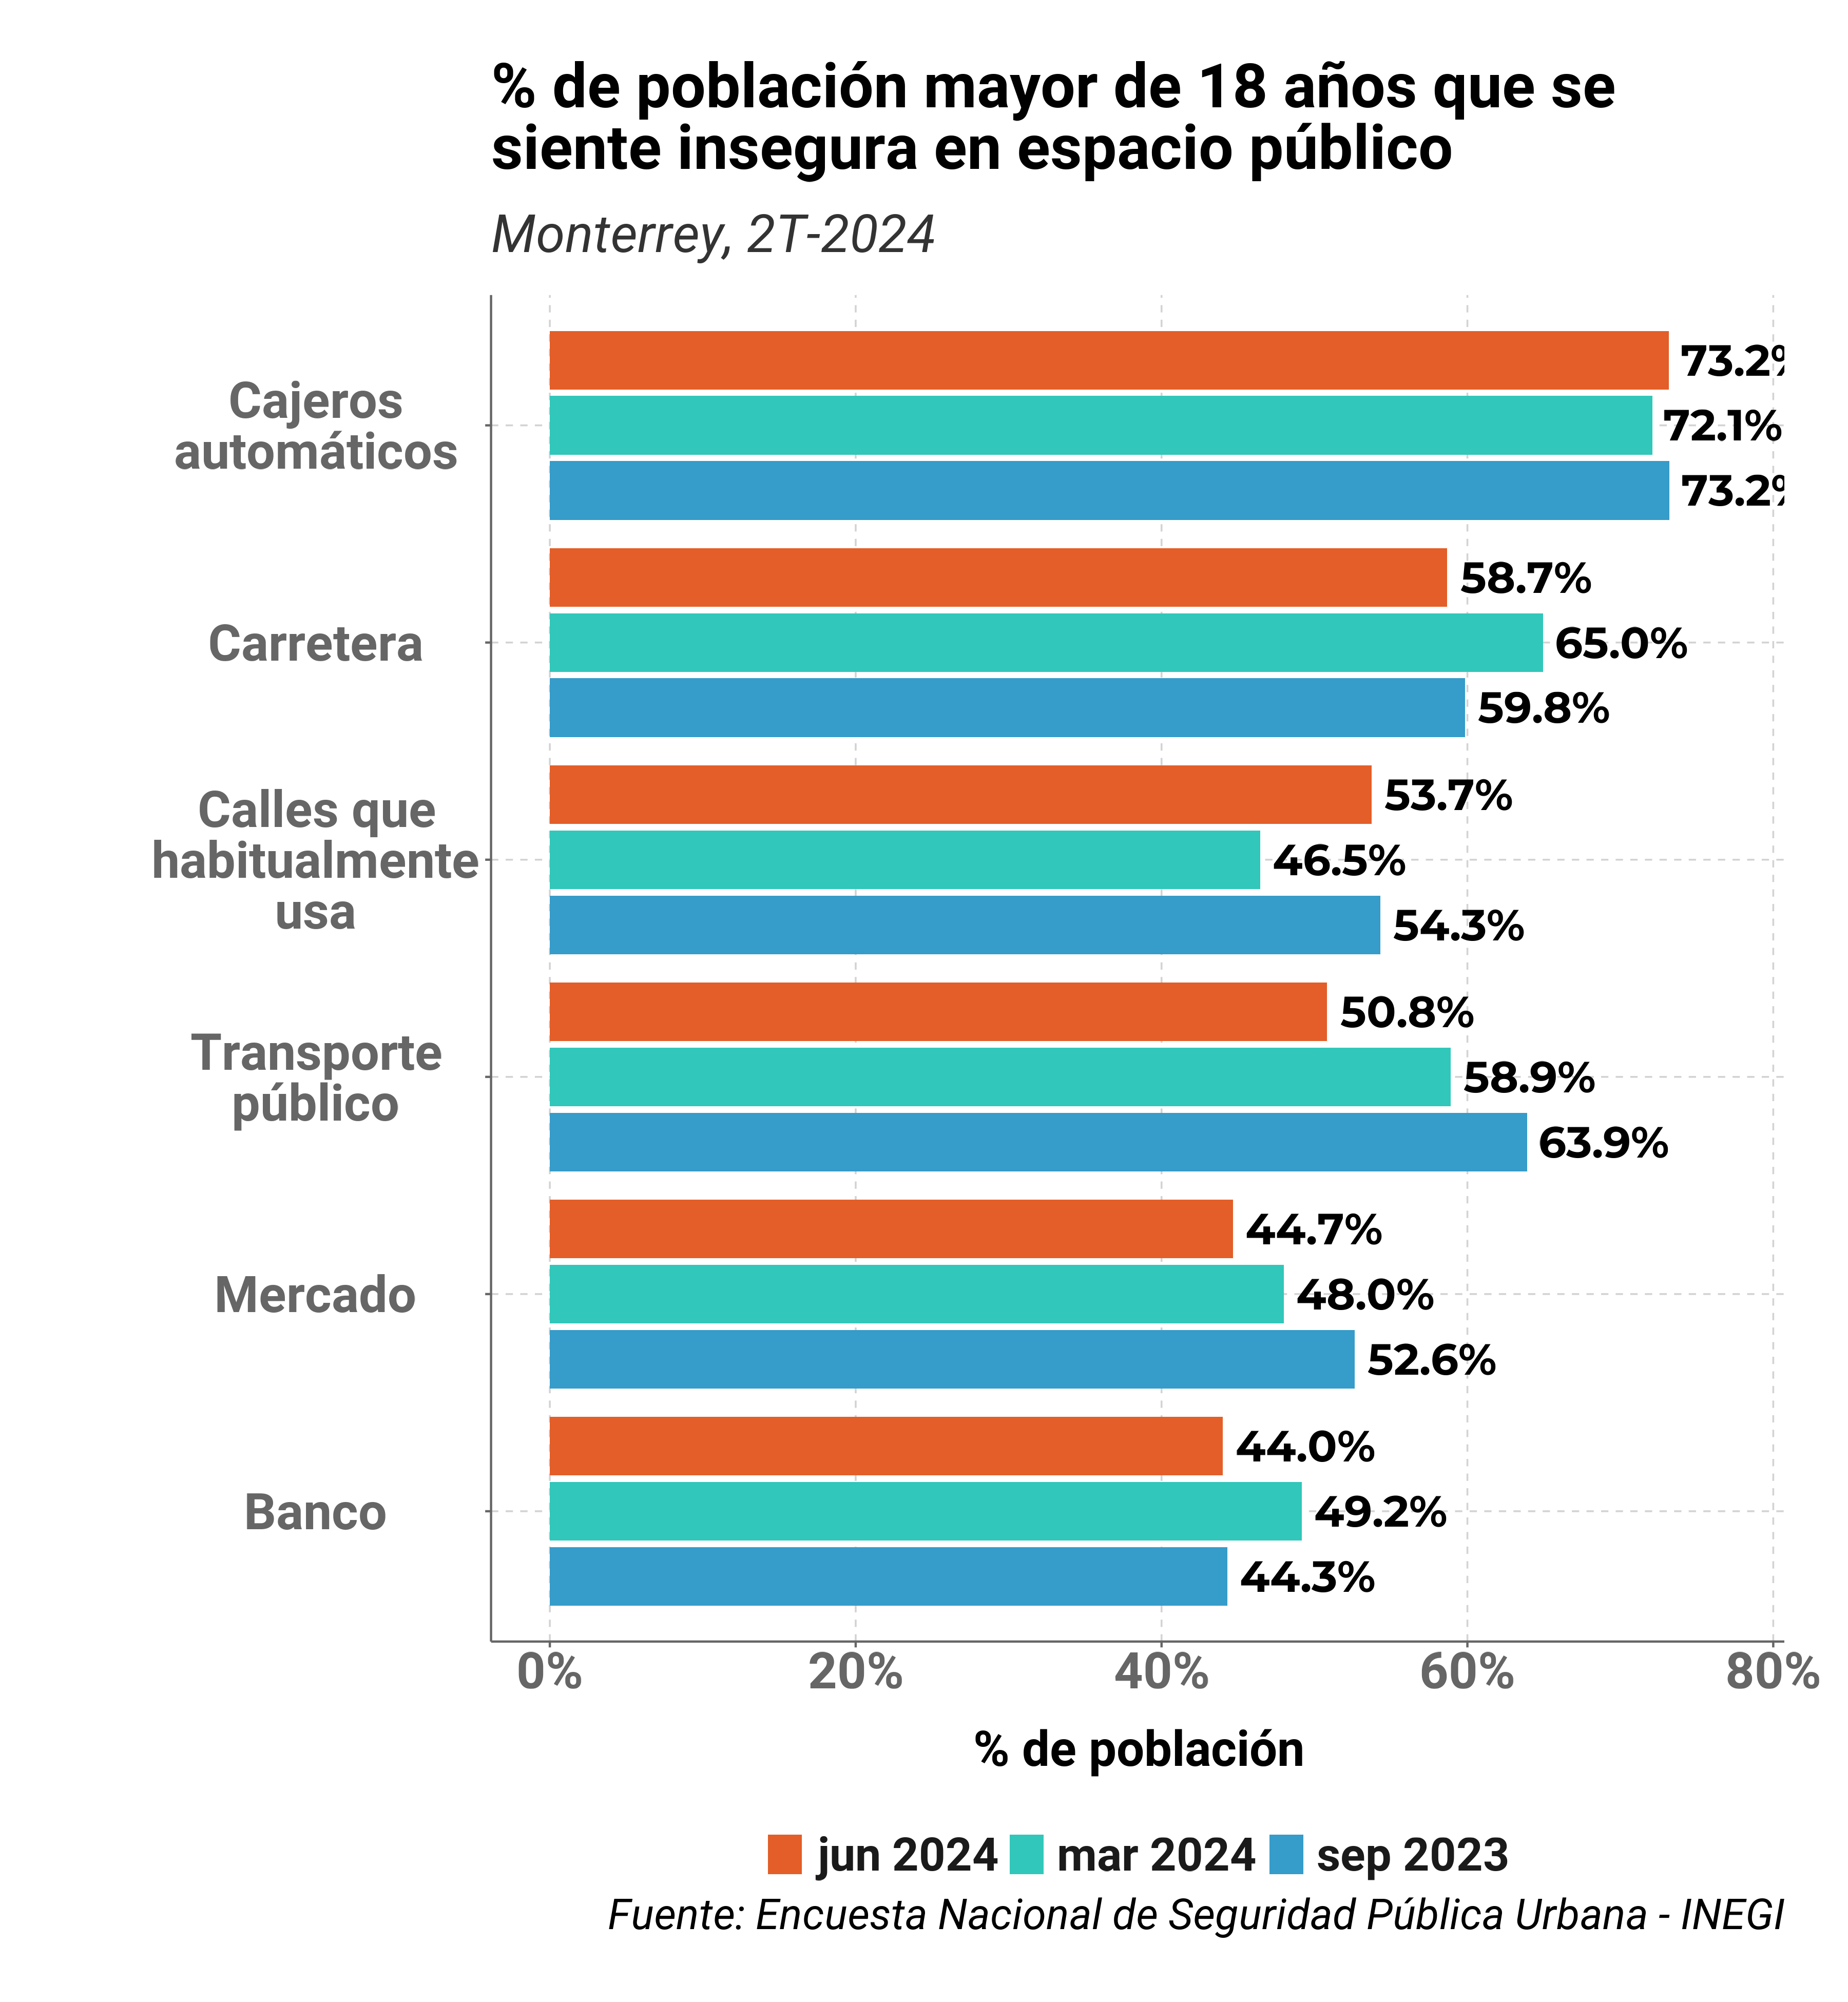 % de población mayor de 18 años que se
siente insegura en espacio público
Monterrey, 2T-2024
Cajeros
automáticos
73.2%
72.1%
73.2%
Carretera
58.7%
65.0%
59.8%
Calles que
habitualmente
usa
53.7%
46.5%
54.3%
Transporte
público
50.8%
58.9%
63.9%
Mercado
44.7%
48.0%
52.6%
Banco
44.0%
49.2%
44.3%
0% 20% 40% 60% 80%
% de población
jun 2024 mar 2024 sep 2023
Fuente: Encuesta Nacional de Seguridad Pública Urbana - INEGI